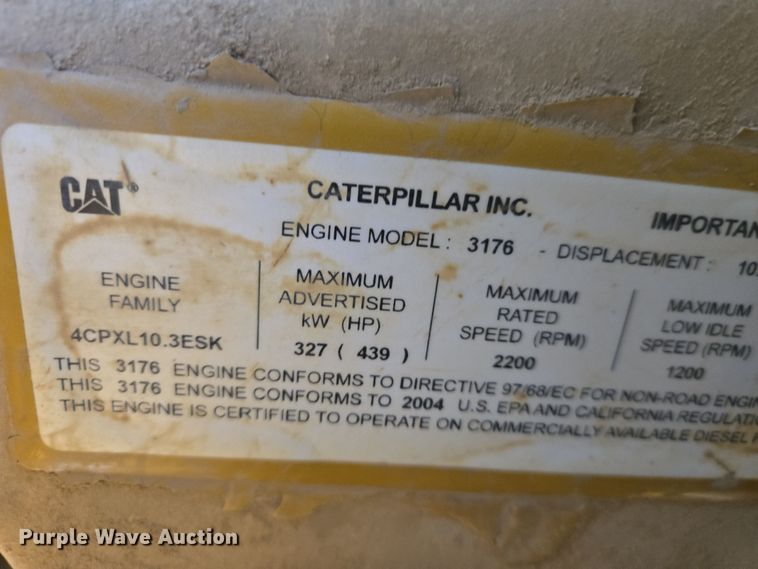 CAT®
CATERPILLAR INC.
IMPORTAN
ENGINE MODEL: 3176 - DISPLACEMENT: 10
ENGINE FAMILY
4CPXL10.3ESK
MAXIMUM ADVERTISED kW (HP)
327 ( 439 )
MAXIMUM RATED SPEED (RPM)
2200
MAXIMUM LOW IDLE SPEED (RPM)
1200
THIS 3176 ENGINE CONFORMS TO DIRECTIVE 97/68/EC FOR NON-ROAD ENGIN
THIS 3176 ENGINE CONFORMS TO 2004 U.S. EPA AND CALIFORNIA REGULATIO
THIS ENGINE IS CERTIFIED TO OPERATE ON COMMERCIALLY AVAILABLE DIESEL
Purple Wave Auction®